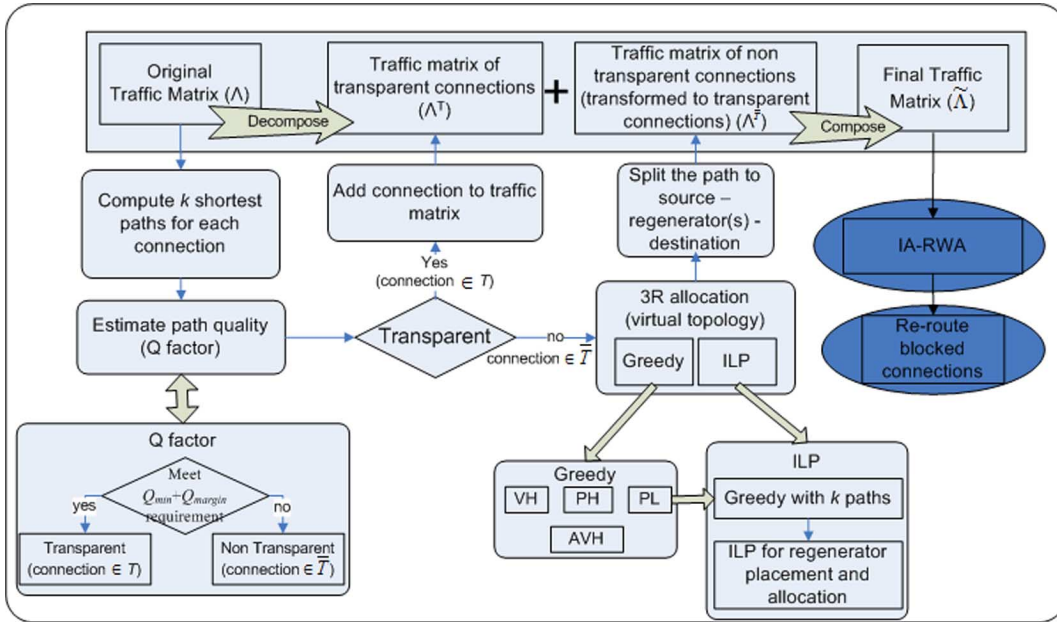 Original
Traffic Matrix (Λ)
Decompose
Traffic matrix of
transparent connections
(Λᵀ)
+
Traffic matrix of non
transparent connections
(transformed to transparent
connections) (Λ^T̅)
Compose
Final Traffic
Matrix (Λ̃)
Compute k shortest
paths for each
connection
Add connection to traffic
matrix
Split the path to
source –
regenerator(s) -
destination
IA-RWA
Yes
(connection ∈ T)
Estimate path quality
(Q factor)
Transparent
no
connection ∈ T̅
3R allocation
(virtual topology)
Greedy
ILP
Re-route
blocked
connections
Q factor
Meet
Qmin+Qmargin
requirement
yes
no
Transparent
(connection ∈ T)
Non Transparent
(connection ∈ T̅)
Greedy
VH
PH
PL
AVH
ILP
Greedy with k paths
ILP for regenerator
placement and
allocation